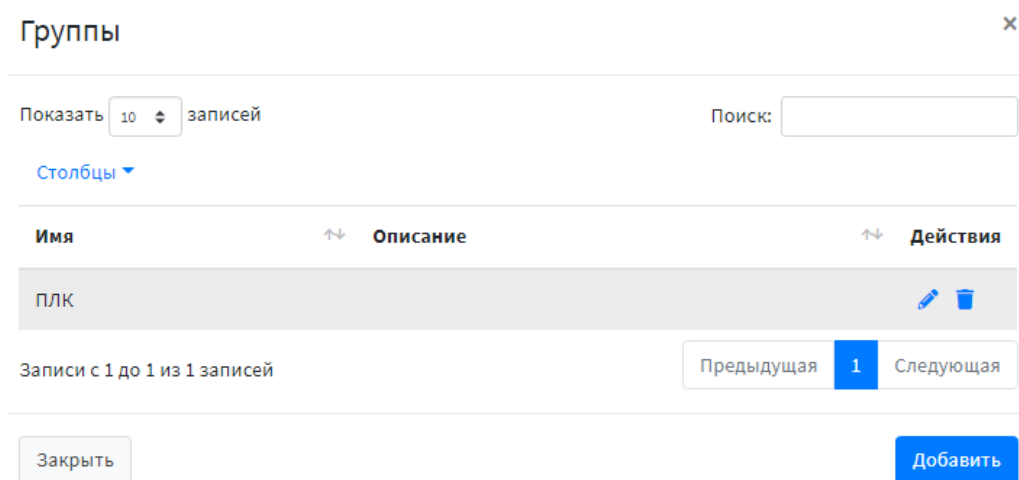 Группы ×
Показать 10 записей Поиск:
Столбцы
Имя Описание Действия
ПЛК
Записи с 1 до 1 из 1 записей Предыдущая 1 Следующая
Закрыть Добавить